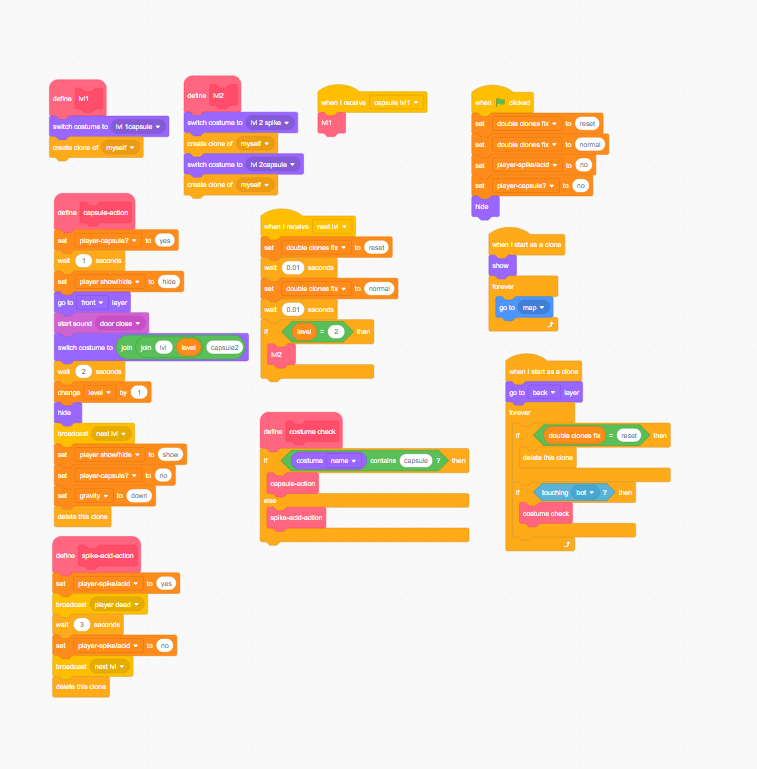 define lvl1
switch costume to lvl 1capsule
create clone of myself
define lvl2
switch costume to lvl 2 spike
create clone of myself
switch costume to lvl 2capsule
create clone of myself
when I receive capsule lvl1
lvl1
when clicked
set double clones fix to reset
set double clones fix to normal
set player-spike/acid to no
set player-capsule? to no
hide
define capsule-action
set player-capsule? to yes
wait 1 seconds
set player show/hide to hide
go to front layer
start sound door close
switch costume to join join lvl level capsule2
wait 2 seconds
change level by 1
hide
broadcast next lvl
set player show/hide to show
set player-capsule? to no
set gravity to down
delete this clone
when I receive next lvl
set double clones fix to reset
wait 0.01 seconds
set double clones fix to normal
wait 0.01 seconds
if level = 2 then
lvl2
when I start as a clone
show
forever
go to map
when I start as a clone
go to back layer
forever
if double clones fix = reset then
delete this clone
if touching bot ? then
costume check
define costume check
if costume name contains capsule ? then
capsule-action
else
spike-acid-action
define spike-acid-action
set player-spike/acid to yes
broadcast player dead
wait 3 seconds
set player-spike/acid to no
broadcast next lvl
delete this clone